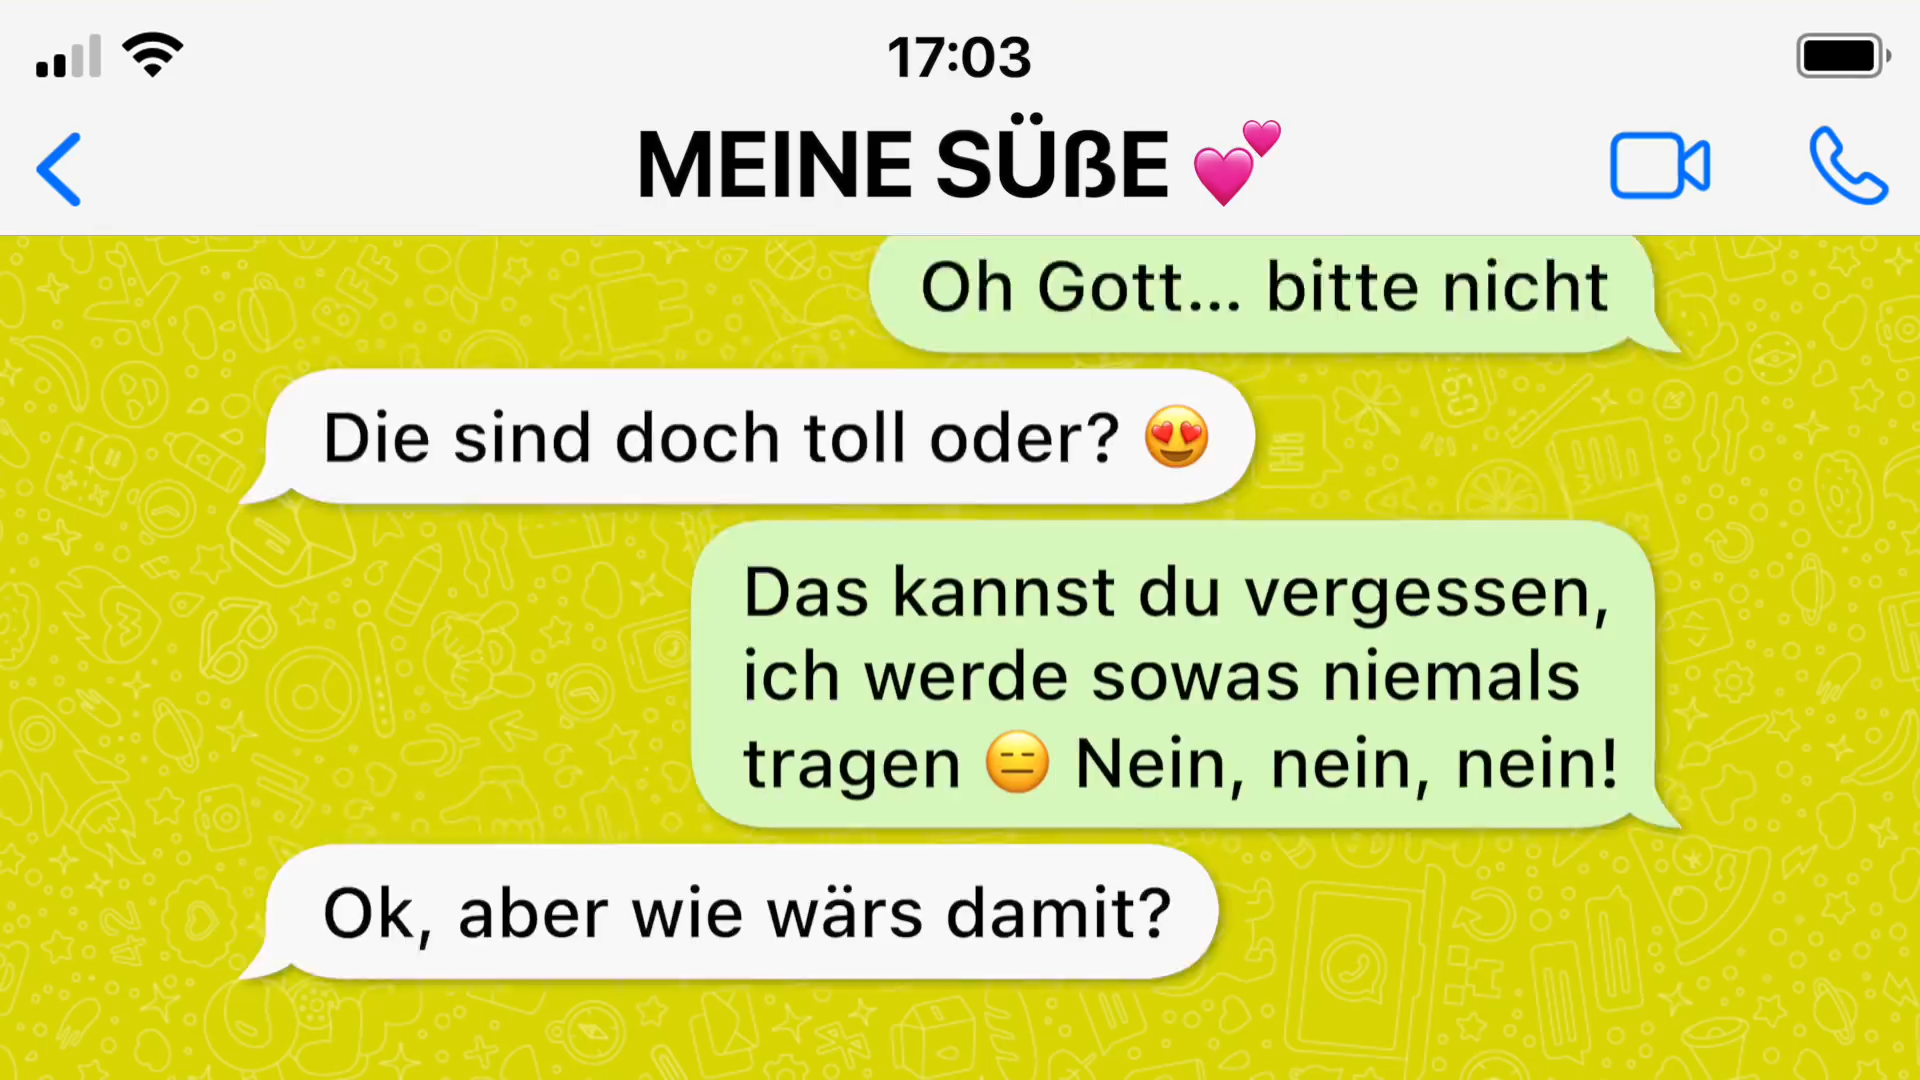 17:03
MEINE SÜßE 💕
Oh Gott... bitte nicht
Die sind doch toll oder? 😍
Das kannst du vergessen,
ich werde sowas niemals
tragen 😑 Nein, nein, nein!
Ok, aber wie wärs damit?